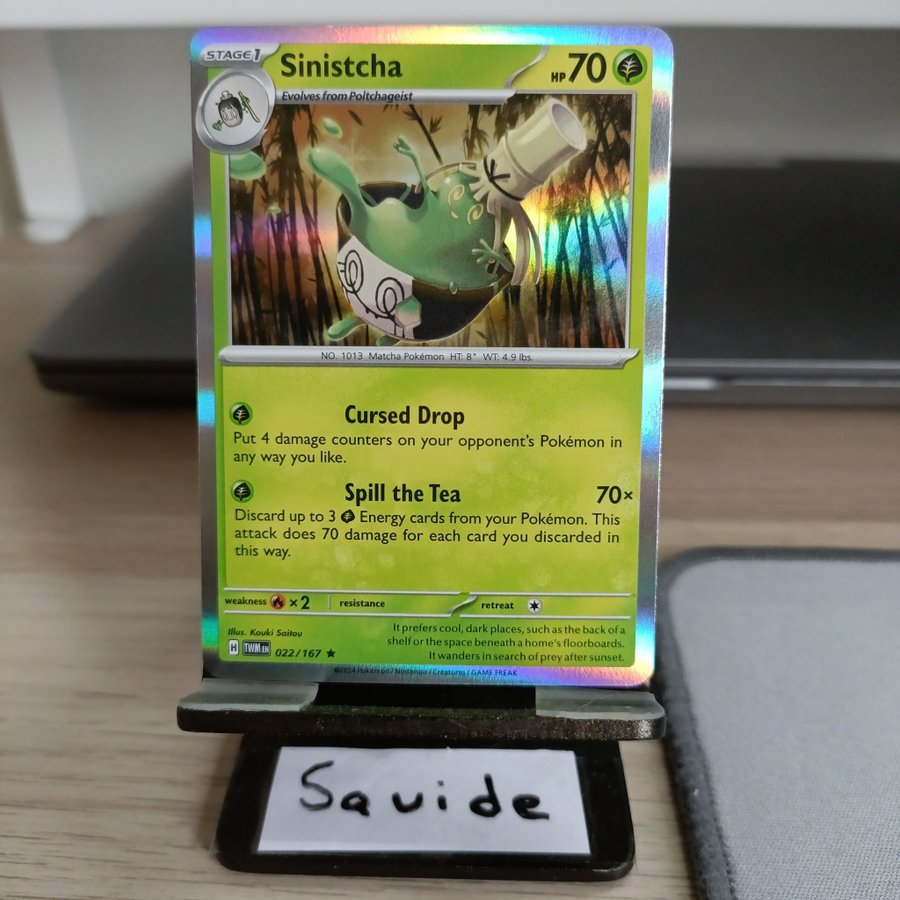 STAGE 1 Sinistcha HP 70
Evolves from Poltchageist
NO. 1013 Matcha Pokémon HT: 8" WT: 4.9 lbs.
Cursed Drop
Put 4 damage counters on your opponent's Pokémon in
any way you like.
Spill the Tea 70×
Discard up to 3 Energy cards from your Pokémon. This
attack does 70 damage for each card you discarded in
this way.
weakness ×2 resistance retreat
Illus. Kouki Saitou
H TWM EN 022/167 ★
It prefers cool, dark places, such as the back of a
shelf or the space beneath a home's floorboards.
It wanders in search of prey after sunset.
©2024 Pokémon / Nintendo / Creatures / GAME FREAK
Savide